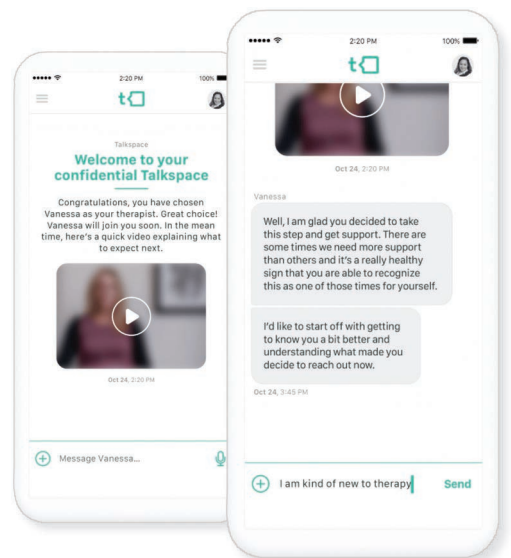 2:20 PM
100%
t
Talkspace
Welcome to your
confidential Talkspace
Congratulations, you have chosen
Vanessa as your therapist. Great choice!
Vanessa will join you soon. In the mean
time, here's a quick video explaining what
to expect next.
Oct 24, 2:20 PM
Message Vanessa...
2:20 PM
100%
t
Oct 24, 2:20 PM
Vanessa
Well, I am glad you decided to take
this step and get support. There are
some times we need more support
than others and it's a really healthy
sign that you are able to recognize
this as one of those times for yourself.
I'd like to start off with getting
to know you a bit better and
understanding what made you
decide to reach out now.
Oct 24, 3:45 PM
I am kind of new to therapy
Send